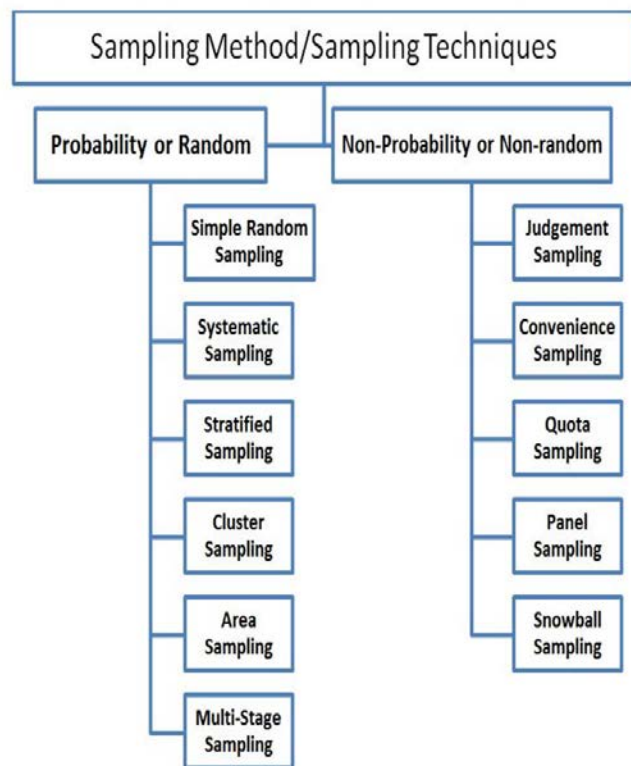 Sampling Method/Sampling Techniques
Probability or Random
Non-Probability or Non-random
Simple Random
Sampling
Systematic
Sampling
Stratified
Sampling
Cluster
Sampling
Area
Sampling
Multi-Stage
Sampling
Judgement
Sampling
Convenience
Sampling
Quota
Sampling
Panel
Sampling
Snowball
Sampling